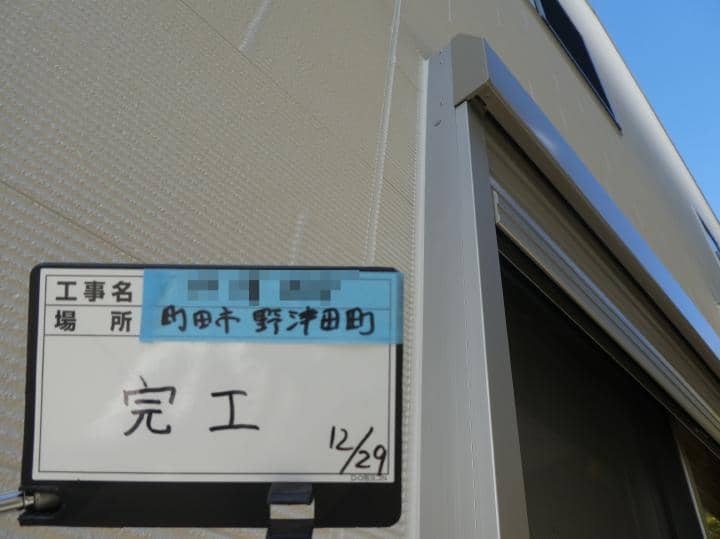 工事名
場所 町田市 野津田町
完工
12/29